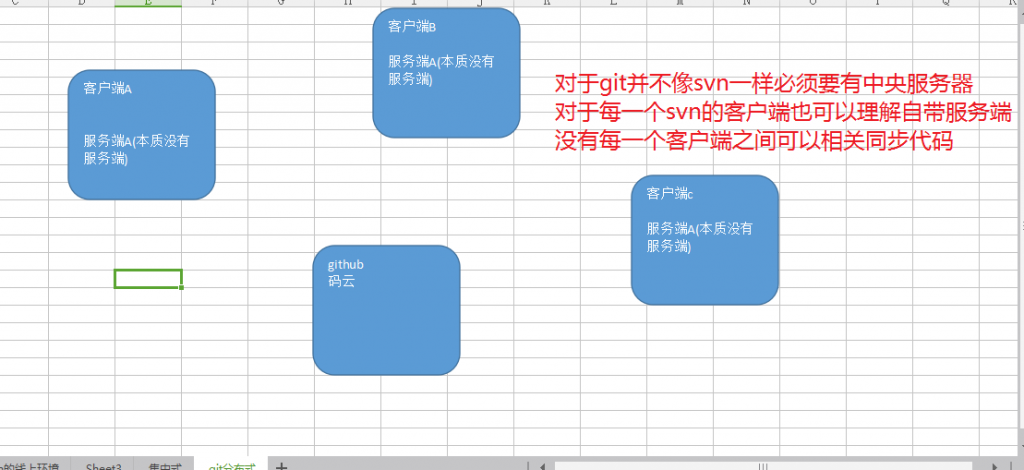 C D E F G H I J K L M N O P Q R
客户端B
服务端A(本质没有
服务端)
客户端A
服务端A(本质没有
服务端)
对于git并不像svn一样必须要有中央服务器
对于每一个svn的客户端也可以理解自带服务端
没有每一个客户端之间可以相关同步代码
客户端c
服务端A(本质没有
服务端)
github
码云
的线上环境 Sheet3 集中式 git分布式